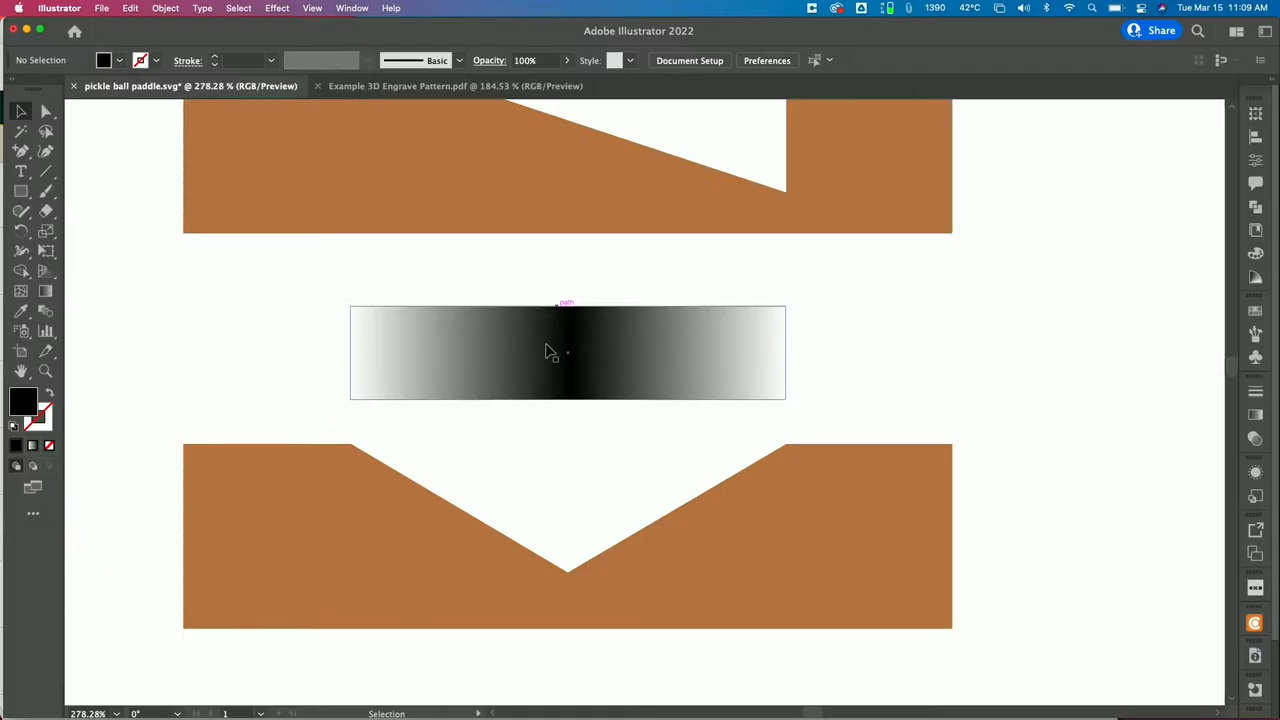 Illustrator File Edit Object Type Select Effect View Window Help 1390 42°C Tue Mar 15 11:09 AM
Adobe Illustrator 2022 Share
No Selection Stroke: Basic Opacity: 100% Style: Document Setup Preferences
pickle ball paddle.svg* @ 278.28 % (RGB/Preview) Example 3D Engrave Pattern.pdf @ 184.53 % (RGB/Preview)
path
278.28% 0° 1 Selection